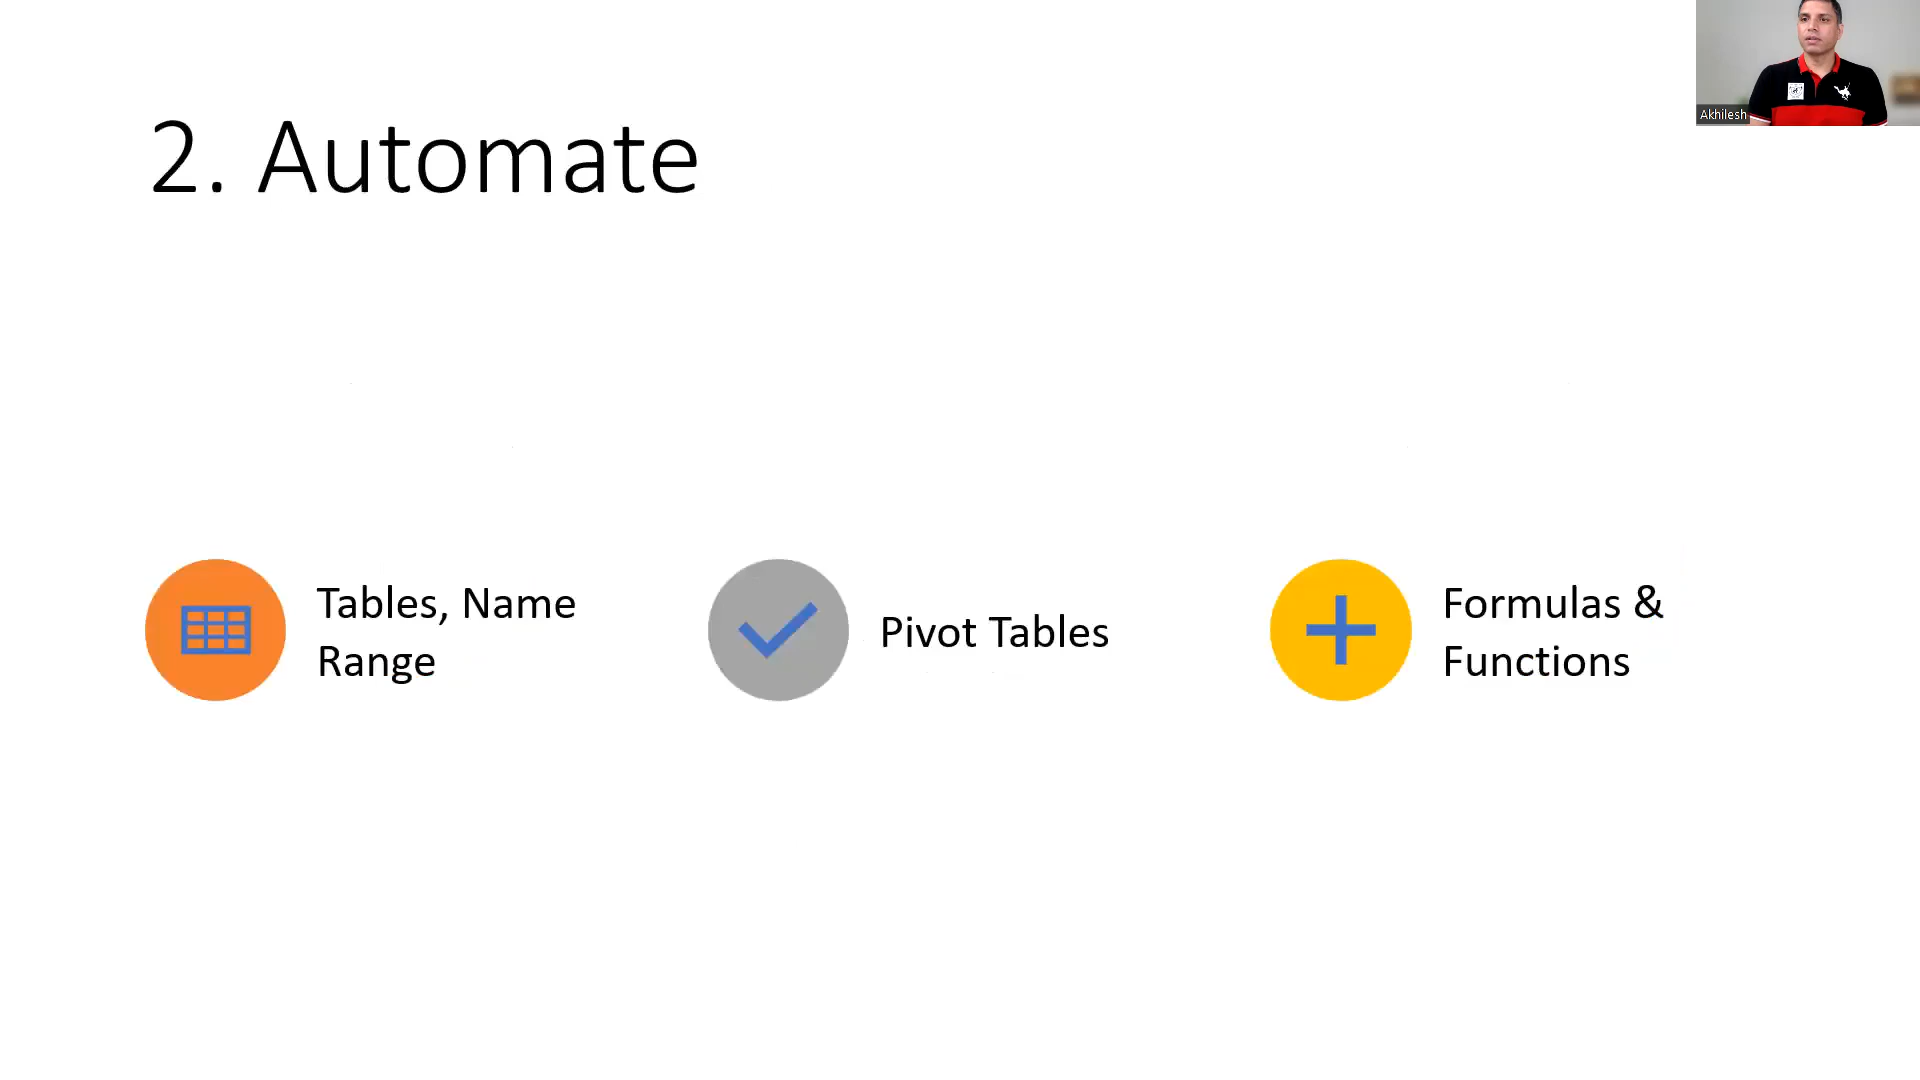 Akhilesh
2. Automate
Tables, Name
Range
Pivot Tables
Formulas &
Functions